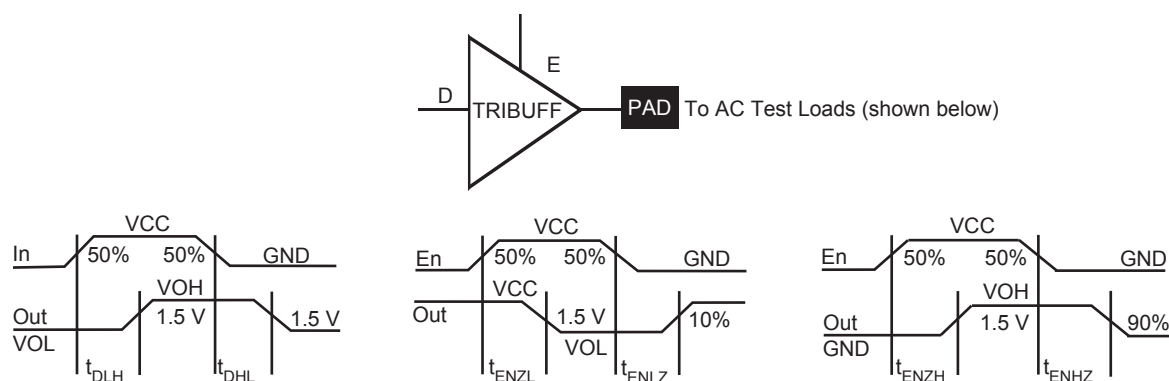 E
D
TRIBUFF
PAD
To AC Test Loads (shown below)
In
VCC
50%
50%
GND
Out
VOL
VOH
1.5 V
1.5 V
tDLH
tDHL
En
VCC
50%
50%
GND
Out
VCC
1.5 V
VOL
10%
tENZL
tENLZ
En
VCC
50%
50%
GND
Out
GND
VOH
1.5 V
90%
tENZH
tENHZ